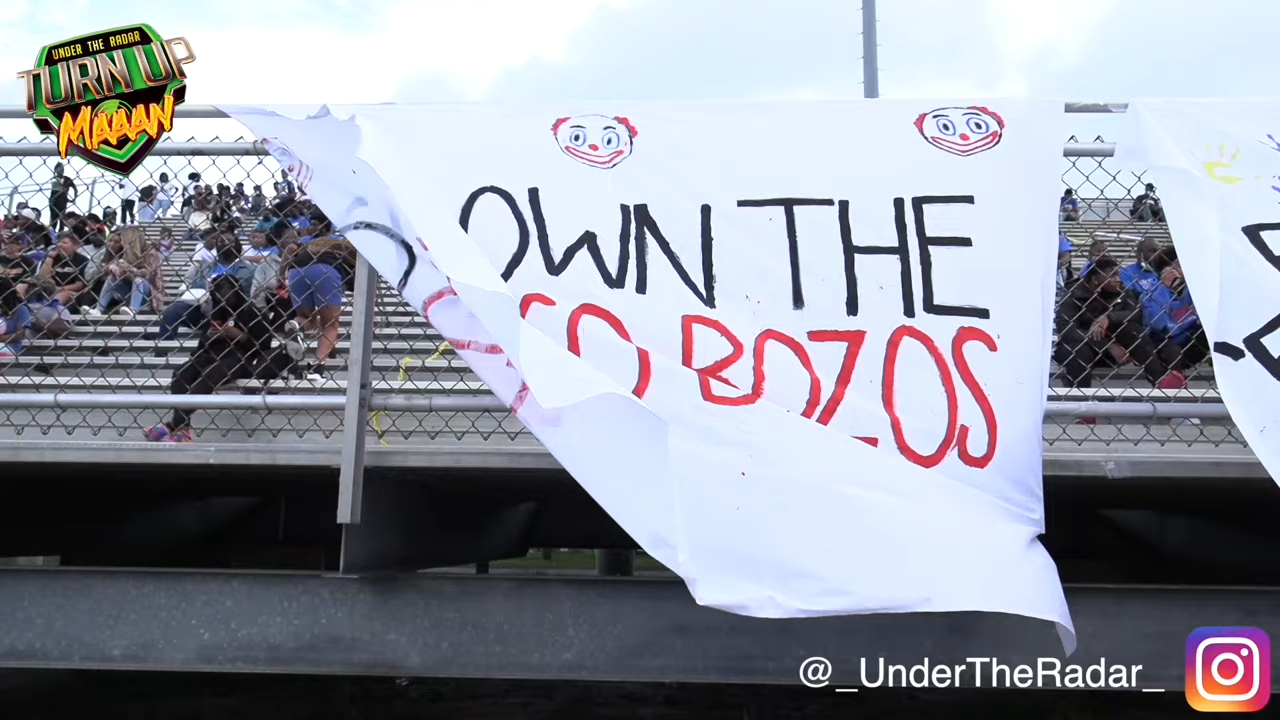 UNDER THE RADAR
TURN UP
MAAAN
OWN THE
BOZOS
@_UnderTheRadar_